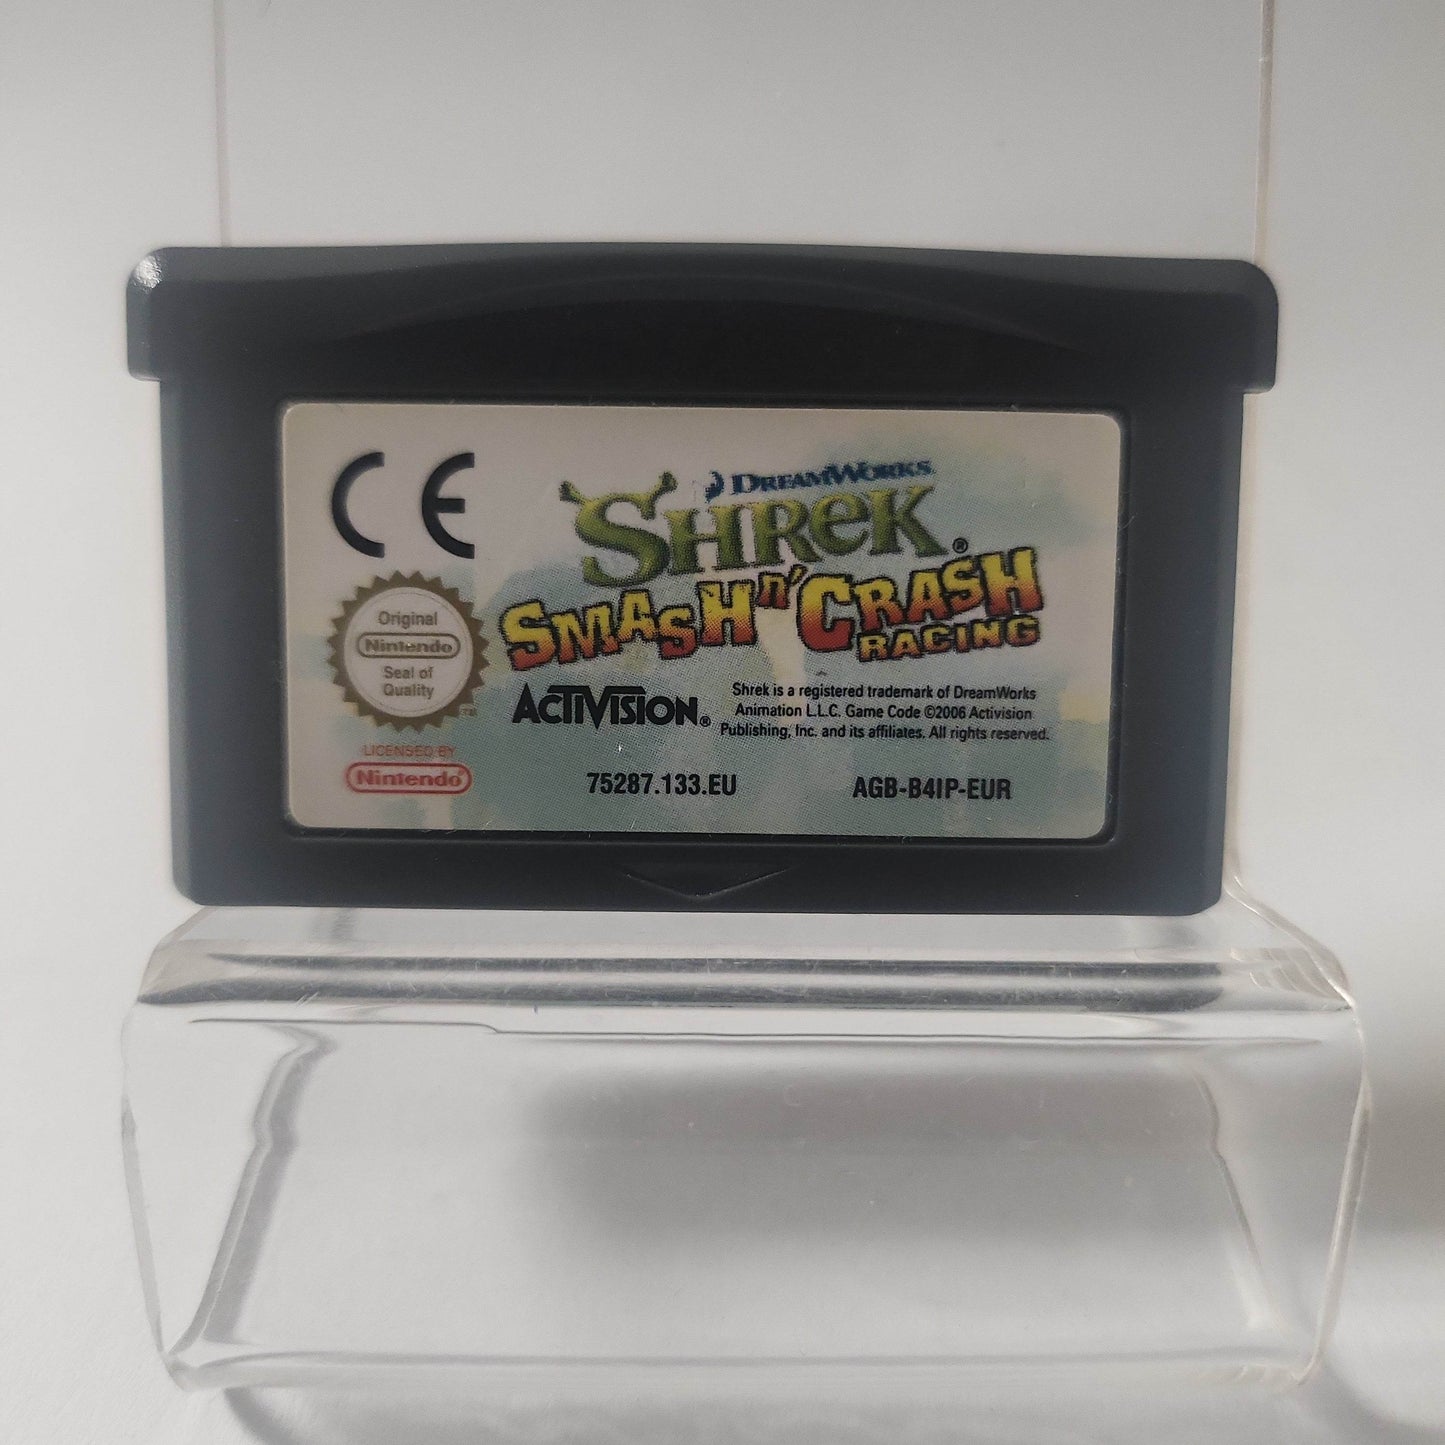 CE
DREAMWORKS
SHREK®
SMASH n' CRASH
RACING
Original
Nintendo
Seal of
Quality
TM
LICENSED BY
Nintendo®
ACTIVISION®
Shrek is a registered trademark of DreamWorks
Animation L.L.C. Game Code ©2006 Activision
Publishing, Inc. and its affiliates. All rights reserved.
75287.133.EU
AGB-B4IP-EUR